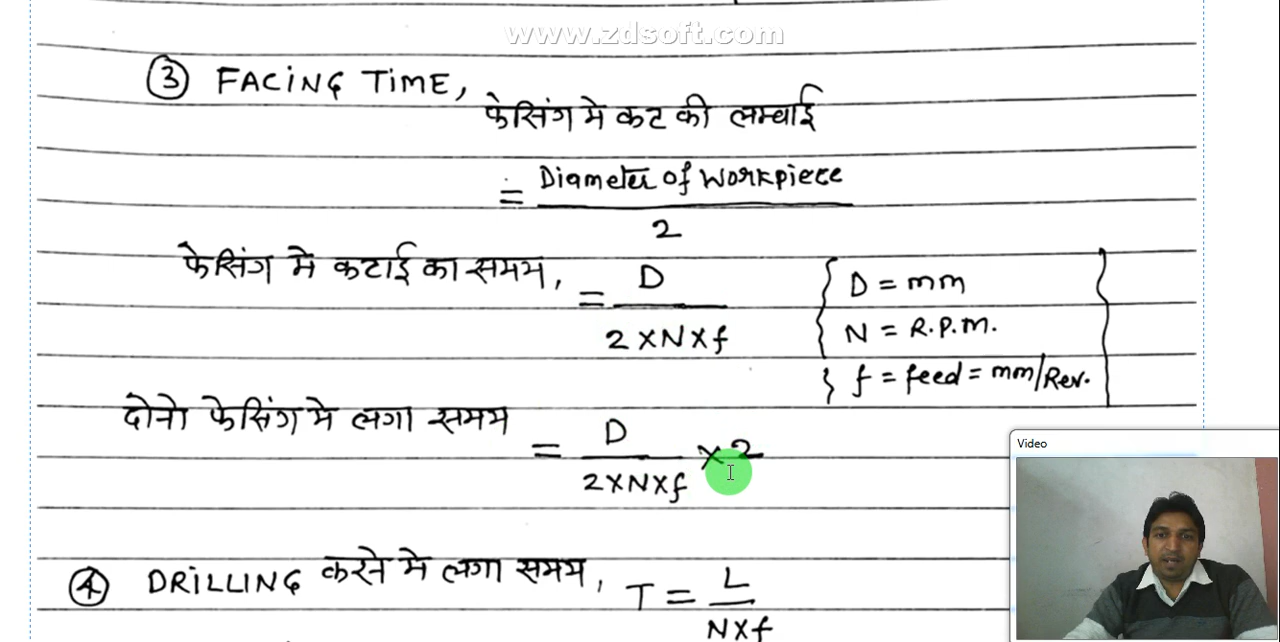 www.zdsoft.com
③ FACING TIME,
फेसिंग मे कट की लम्बाई
= Diameter of Workpiece
2
फेसिंग मे कटाई का समय, = D
2 X N X f
{ D = mm
N = R.P.M.
f = feed = mm/Rev. }
दोनो फेसिंग मे लगा समय = D X 2
2 X N X f
Video
④ DRILLING करने मे लगा समय, T = L
N X f